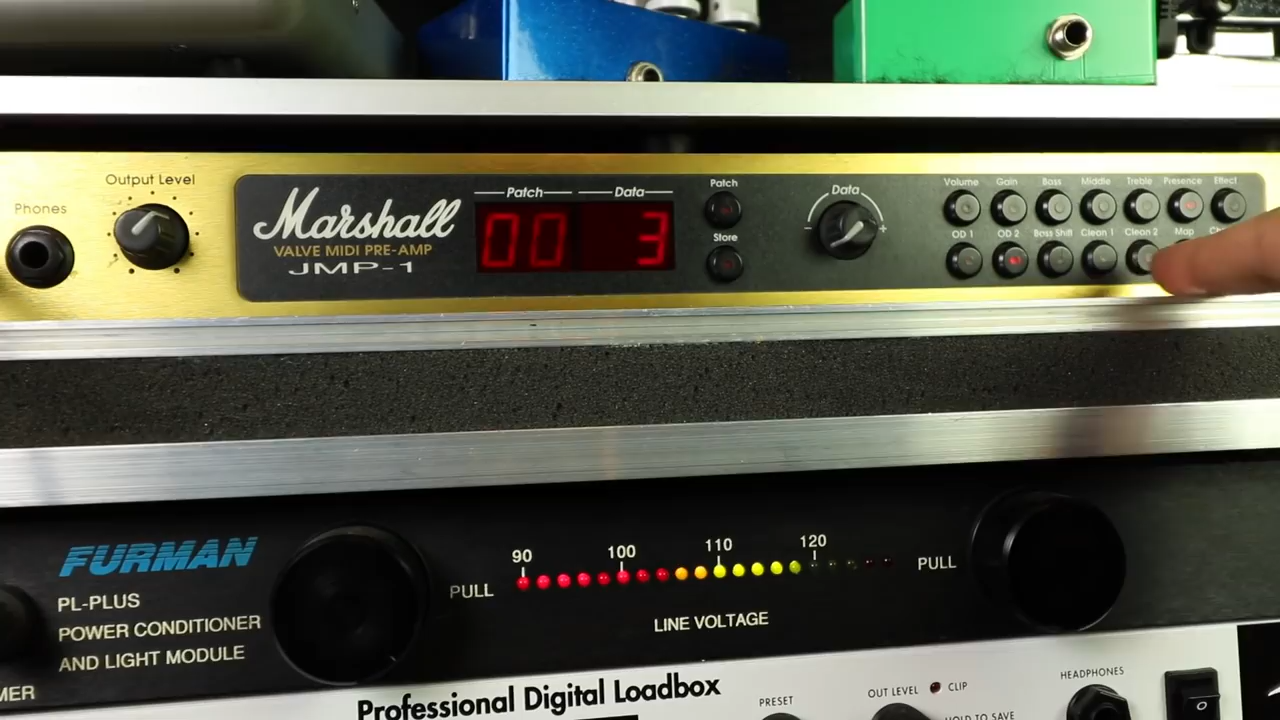 Phones
Output Level
Marshall
VALVE MIDI PRE-AMP
JMP-1
Patch
Data
00
3
Patch
Store
Data
- +
Volume Gain Bass Middle Treble Presence Effect
OD 1 OD 2 Bass Shift Clean 1 Clean 2 Map
FURMAN
PL-PLUS
POWER CONDITIONER
AND LIGHT MODULE
PULL
90 100 110 120
LINE VOLTAGE
PULL
MER
Professional Digital Loadbox
PRESET
OUT LEVEL
CLIP
HOLD TO SAVE
HEADPHONES
O